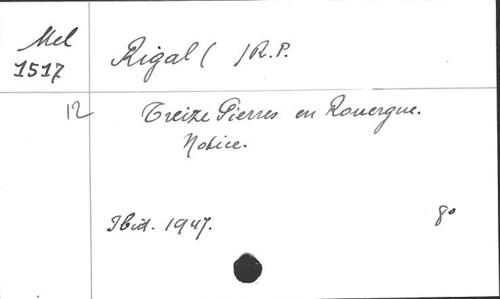 Mel
1517
Rigal ( ) R.P.
12
Treize Pierres en Rouergue.
Notice.
Ibid. 1947.
8°